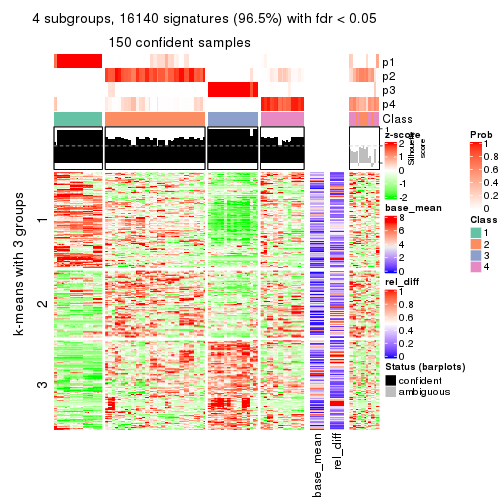 4 subgroups, 16140 signatures (96.5%) with fdr < 0.05
150 confident samples
p1
p2
p3
p4
Class
1
Silhouette
score
k-means with 3 groups
1
2
3
base_mean
rel_diff
z-score
2
1
0
-1
-2
base_mean
8
6
4
2
0
rel_diff
1
0.8
0.6
0.4
0.2
0
Status (barplots)
confident
ambiguous
Prob
1
0.8
0.6
0.4
0.2
0
Class
1
2
3
4